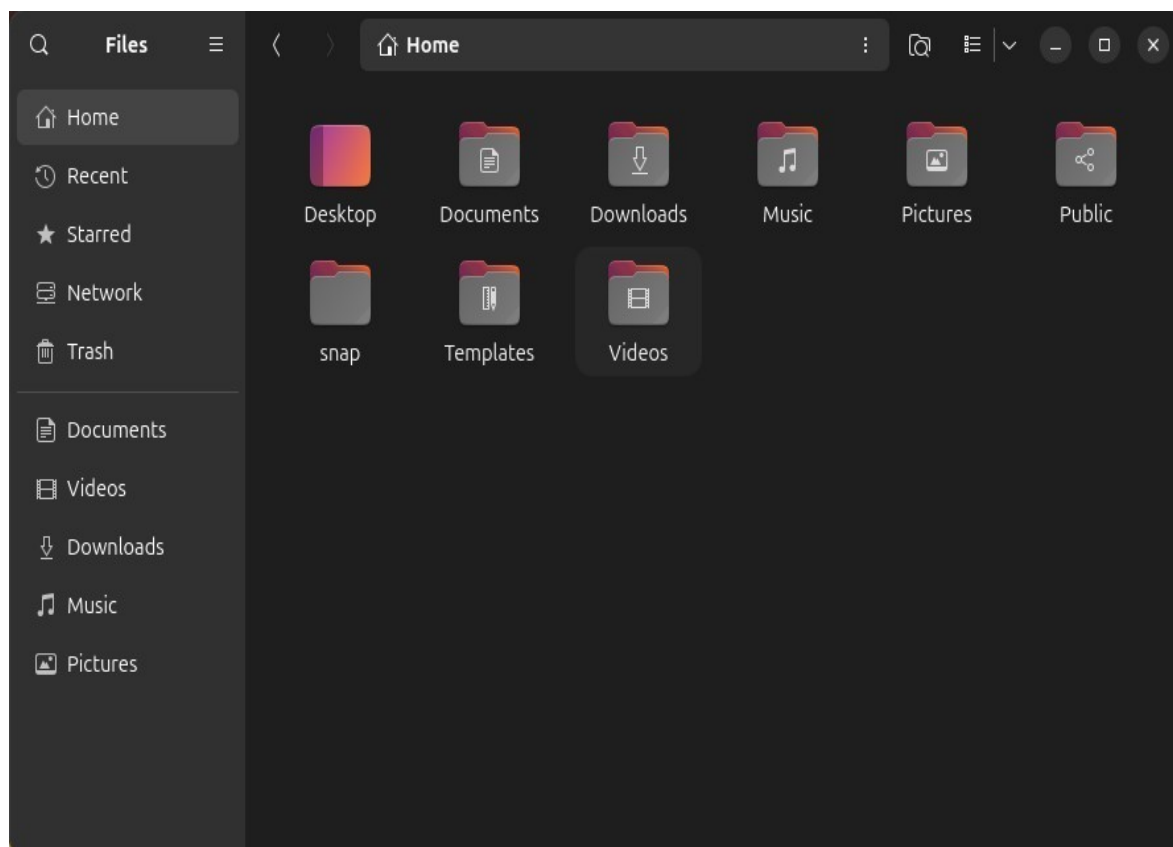 Files
Home
Home
Recent
Starred
Network
Trash
Documents
Videos
Downloads
Music
Pictures
Desktop Documents Downloads Music Pictures Public
snap Templates Videos